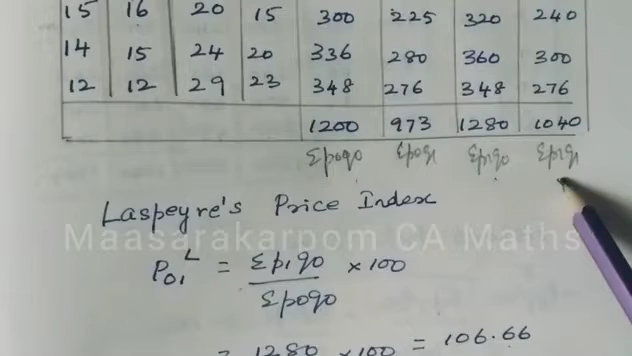 15 16 20 15 300 225 320 240
14 15 24 20 336 280 360 300
12 12 29 23 348 276 348 276
1200 973 1280 1040
Σp0q0 Σp0q1 Σp1q0 Σp1q1
Laspeyre's Price Index
Maasarakarpom CA Maths
P01^L = Σp1q0 / Σp0q0 × 100
= 1280 × 100 = 106.66